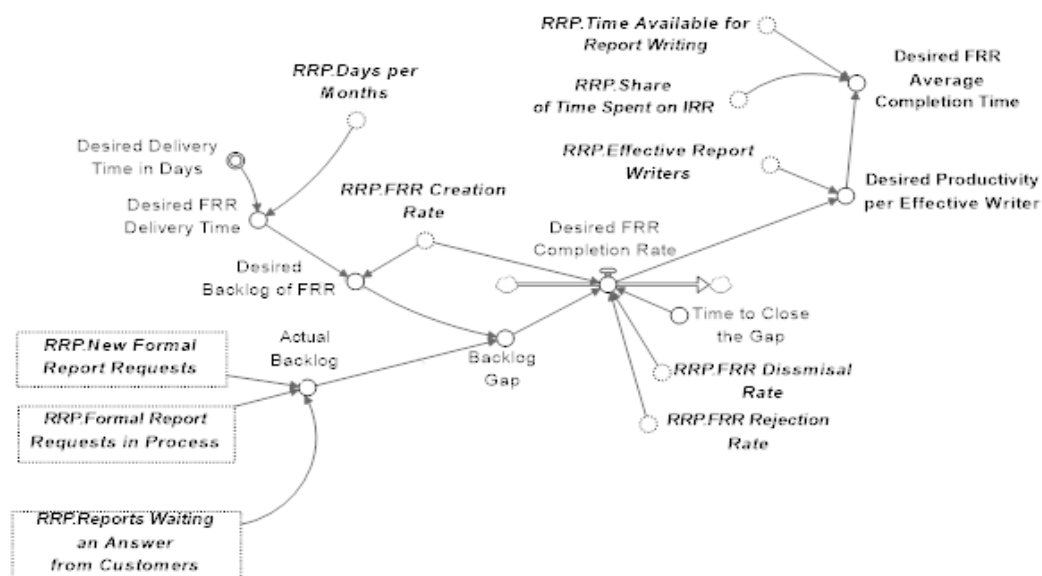 RRP.Time Available for
Report Writing
Desired FRR
Average
Completion Time
RRP.Days per
Months
RRP.Share
of Time Spent on IRR
Desired Delivery
Time in Days
RRP.Effective Report
Writers
RRP.FRR Creation
Rate
Desired Productivity
per Effective Writer
Desired FRR
Delivery Time
Desired FRR
Completion Rate
Desired
Backlog of FRR
Time to Close
the Gap
Actual
Backlog
Backlog
Gap
RRP.New Formal
Report Requests
RRP.FRR Dissmisal
Rate
RRP.Formal Report
Requests in Process
RRP.FRR Rejection
Rate
RRP.Reports Waiting
an Answer
from Customers